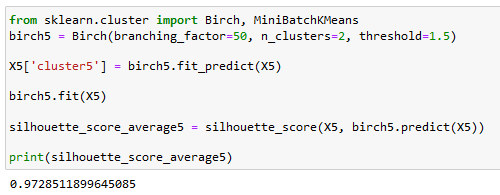 from sklearn.cluster import Birch, MiniBatchKMeans
birch5 = Birch(branching_factor=50, n_clusters=2, threshold=1.5)
X5['cluster5'] = birch5.fit_predict(X5)
birch5.fit(X5)
silhouette_score_average5 = silhouette_score(X5, birch5.predict(X5))
print(silhouette_score_average5)
0.9728511899645085